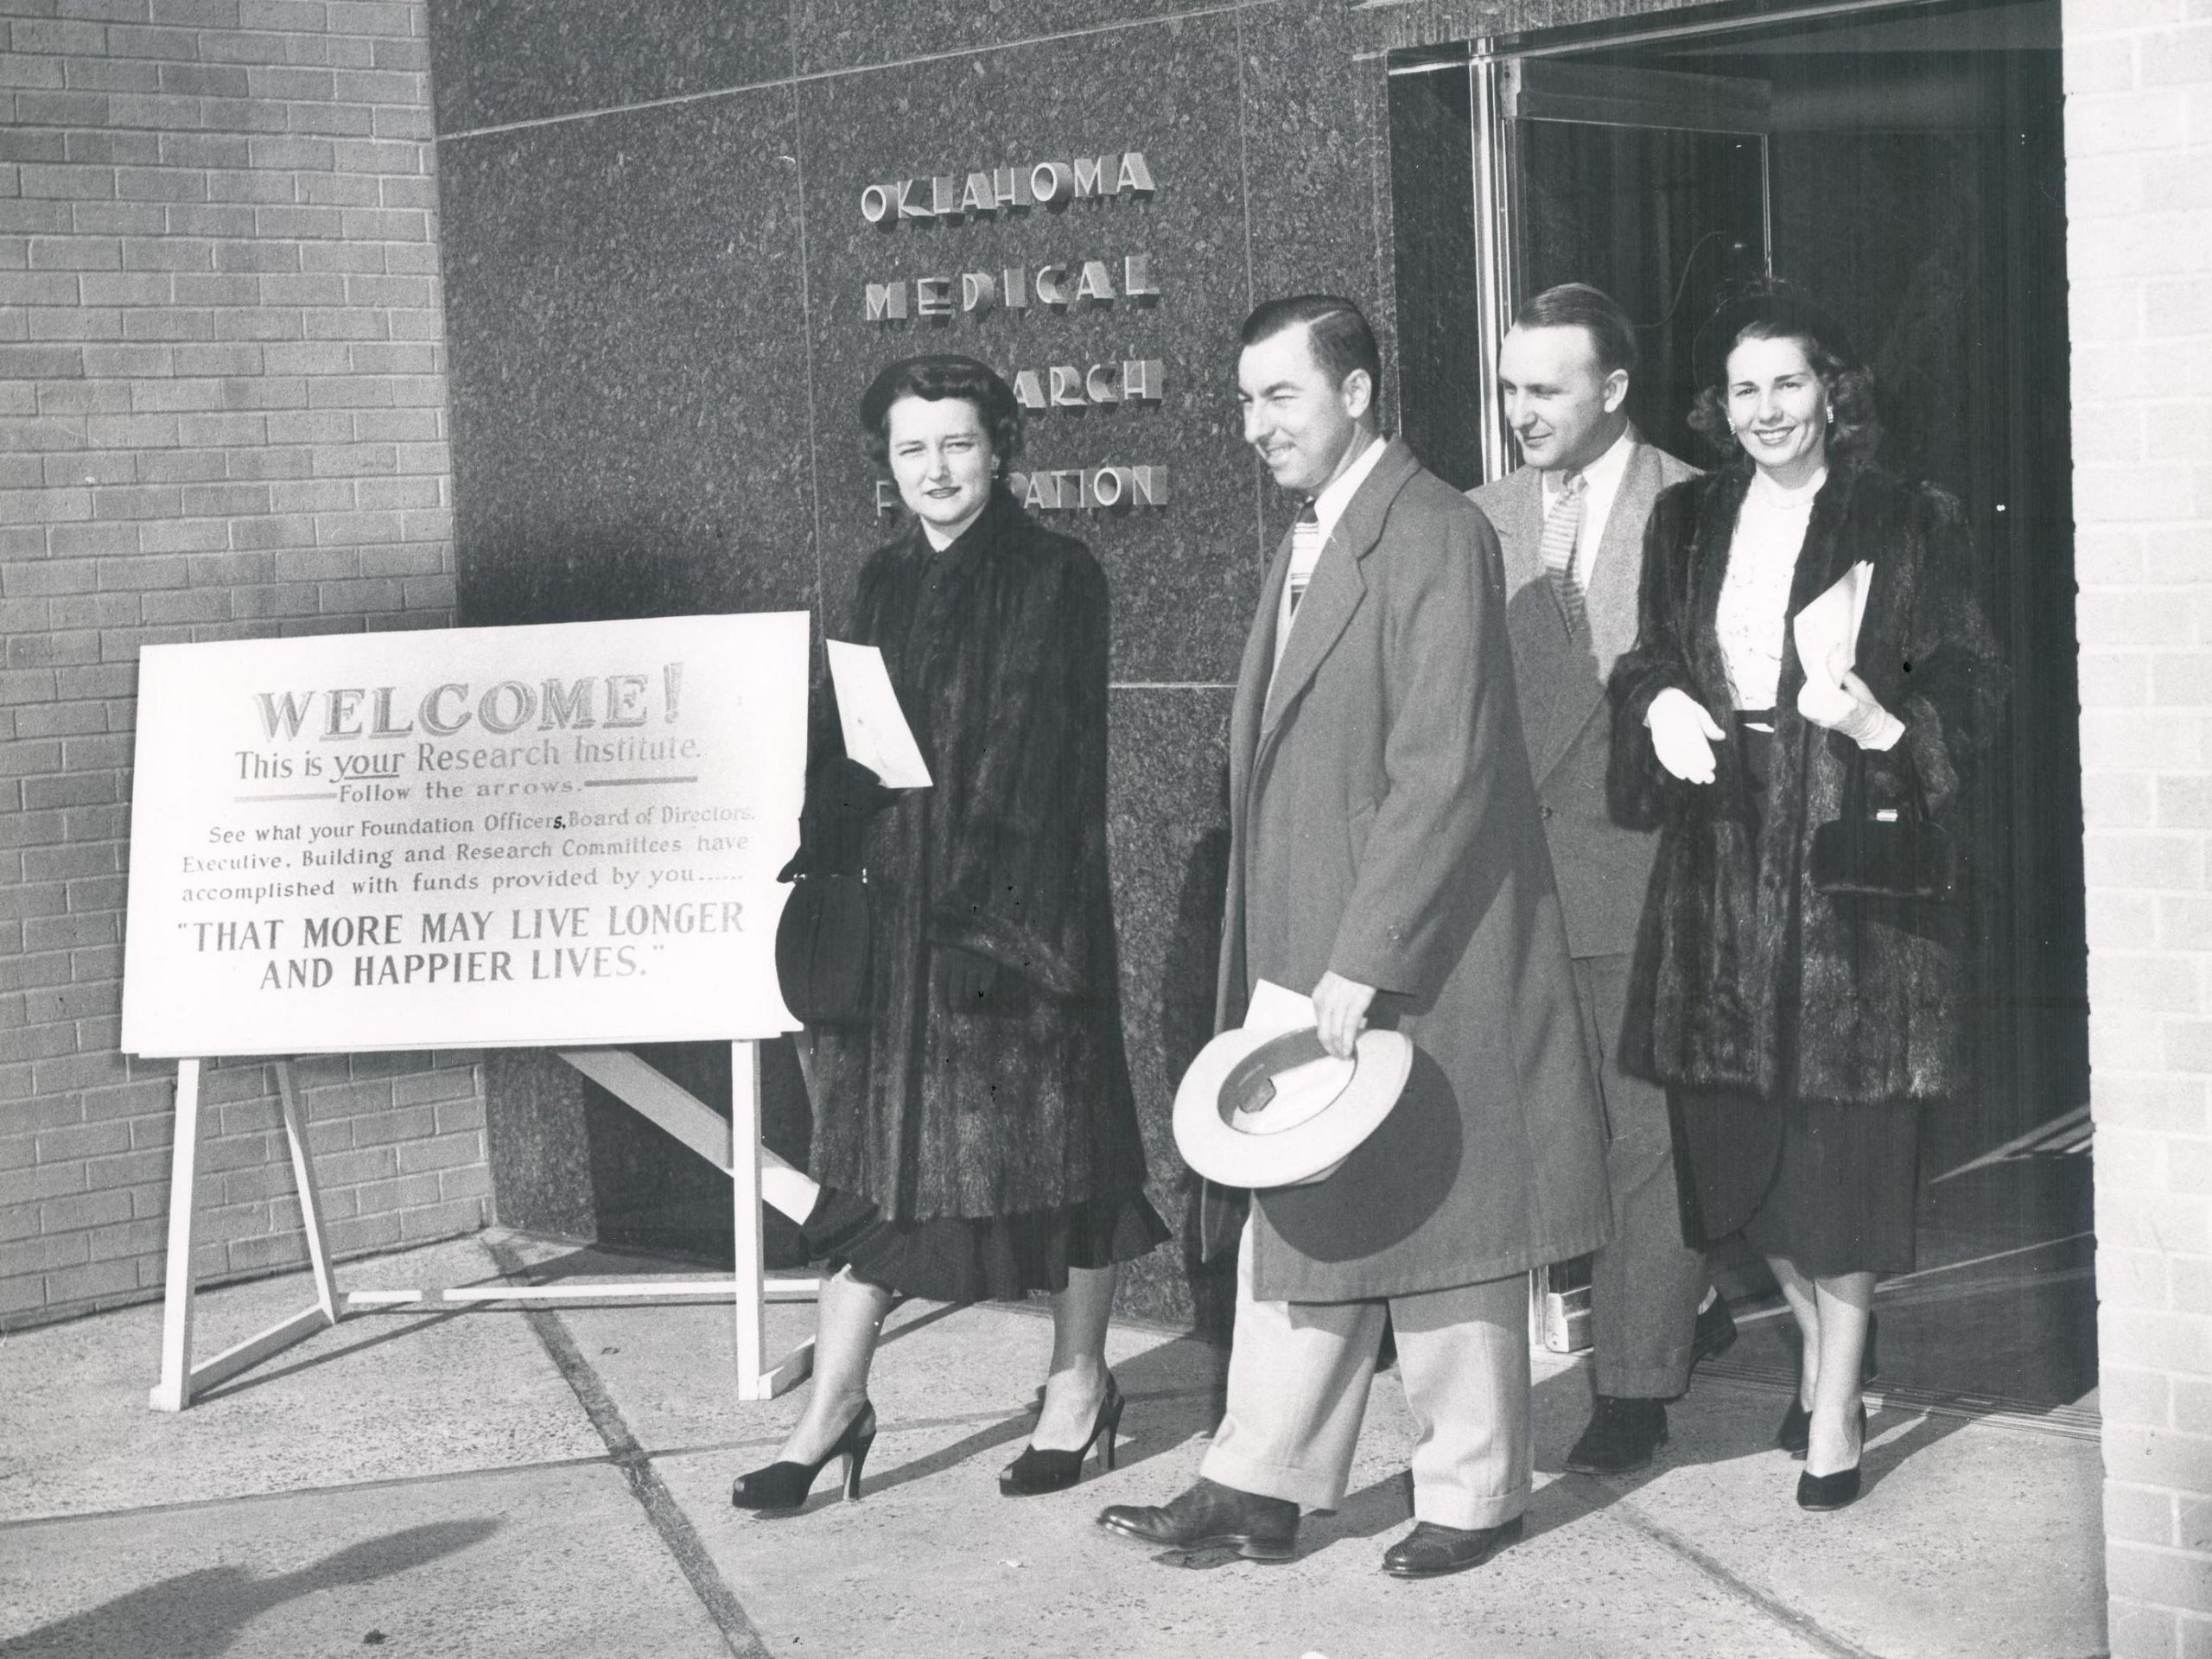 OKLAHOMA
MEDICAL
ARCH
ATION
WELCOME!
This is your Research Institute.
Follow the arrows.
See what your Foundation Officers, Board of Directors,
Executive, Building and Research Committees have
accomplished with funds provided by you......
"THAT MORE MAY LIVE LONGER
AND HAPPIER LIVES."